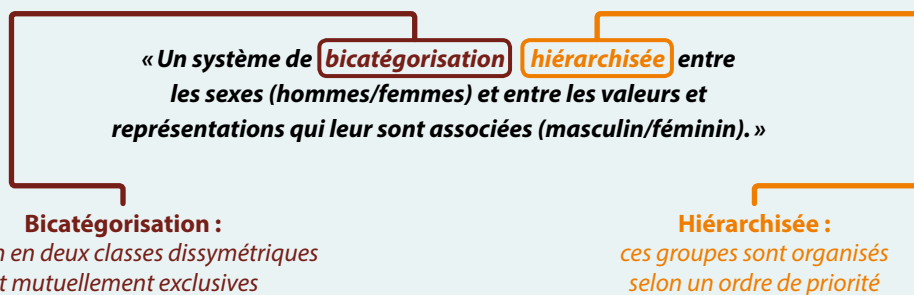 « Un système de bicatégorisation hiérarchisée entre
les sexes (hommes/femmes) et entre les valeurs et
représentations qui leur sont associées (masculin/féminin). »
Bicatégorisation :
n en deux classes dissymétriques
t mutuellement exclusives
Hiérarchisée :
ces groupes sont organisés
selon un ordre de priorité